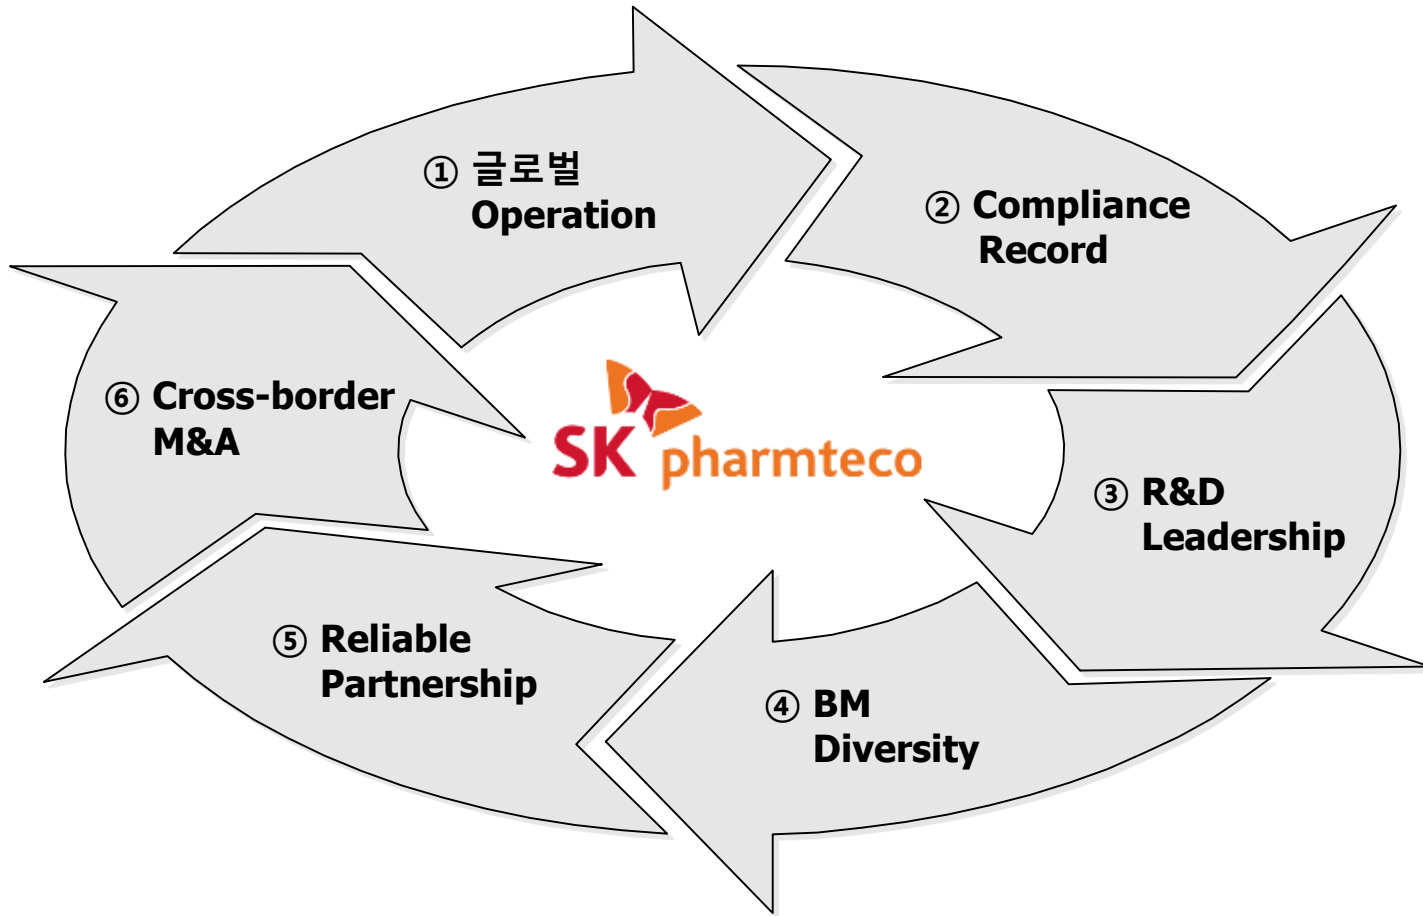 ① 글로벌
Operation
② Compliance
Record
③ R&D
Leadership
④ BM
Diversity
⑤ Reliable
Partnership
⑥ Cross-border
M&A
SK pharmteco